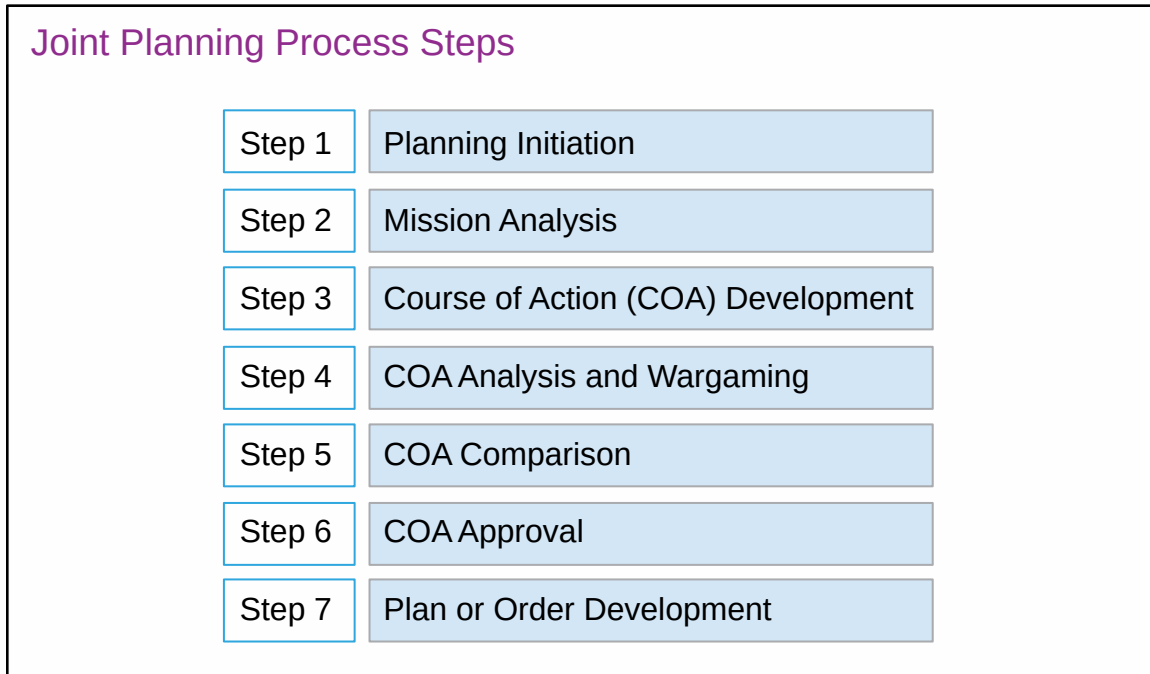 Joint Planning Process Steps
Step 1 Planning Initiation
Step 2 Mission Analysis
Step 3 Course of Action (COA) Development
Step 4 COA Analysis and Wargaming
Step 5 COA Comparison
Step 6 COA Approval
Step 7 Plan or Order Development